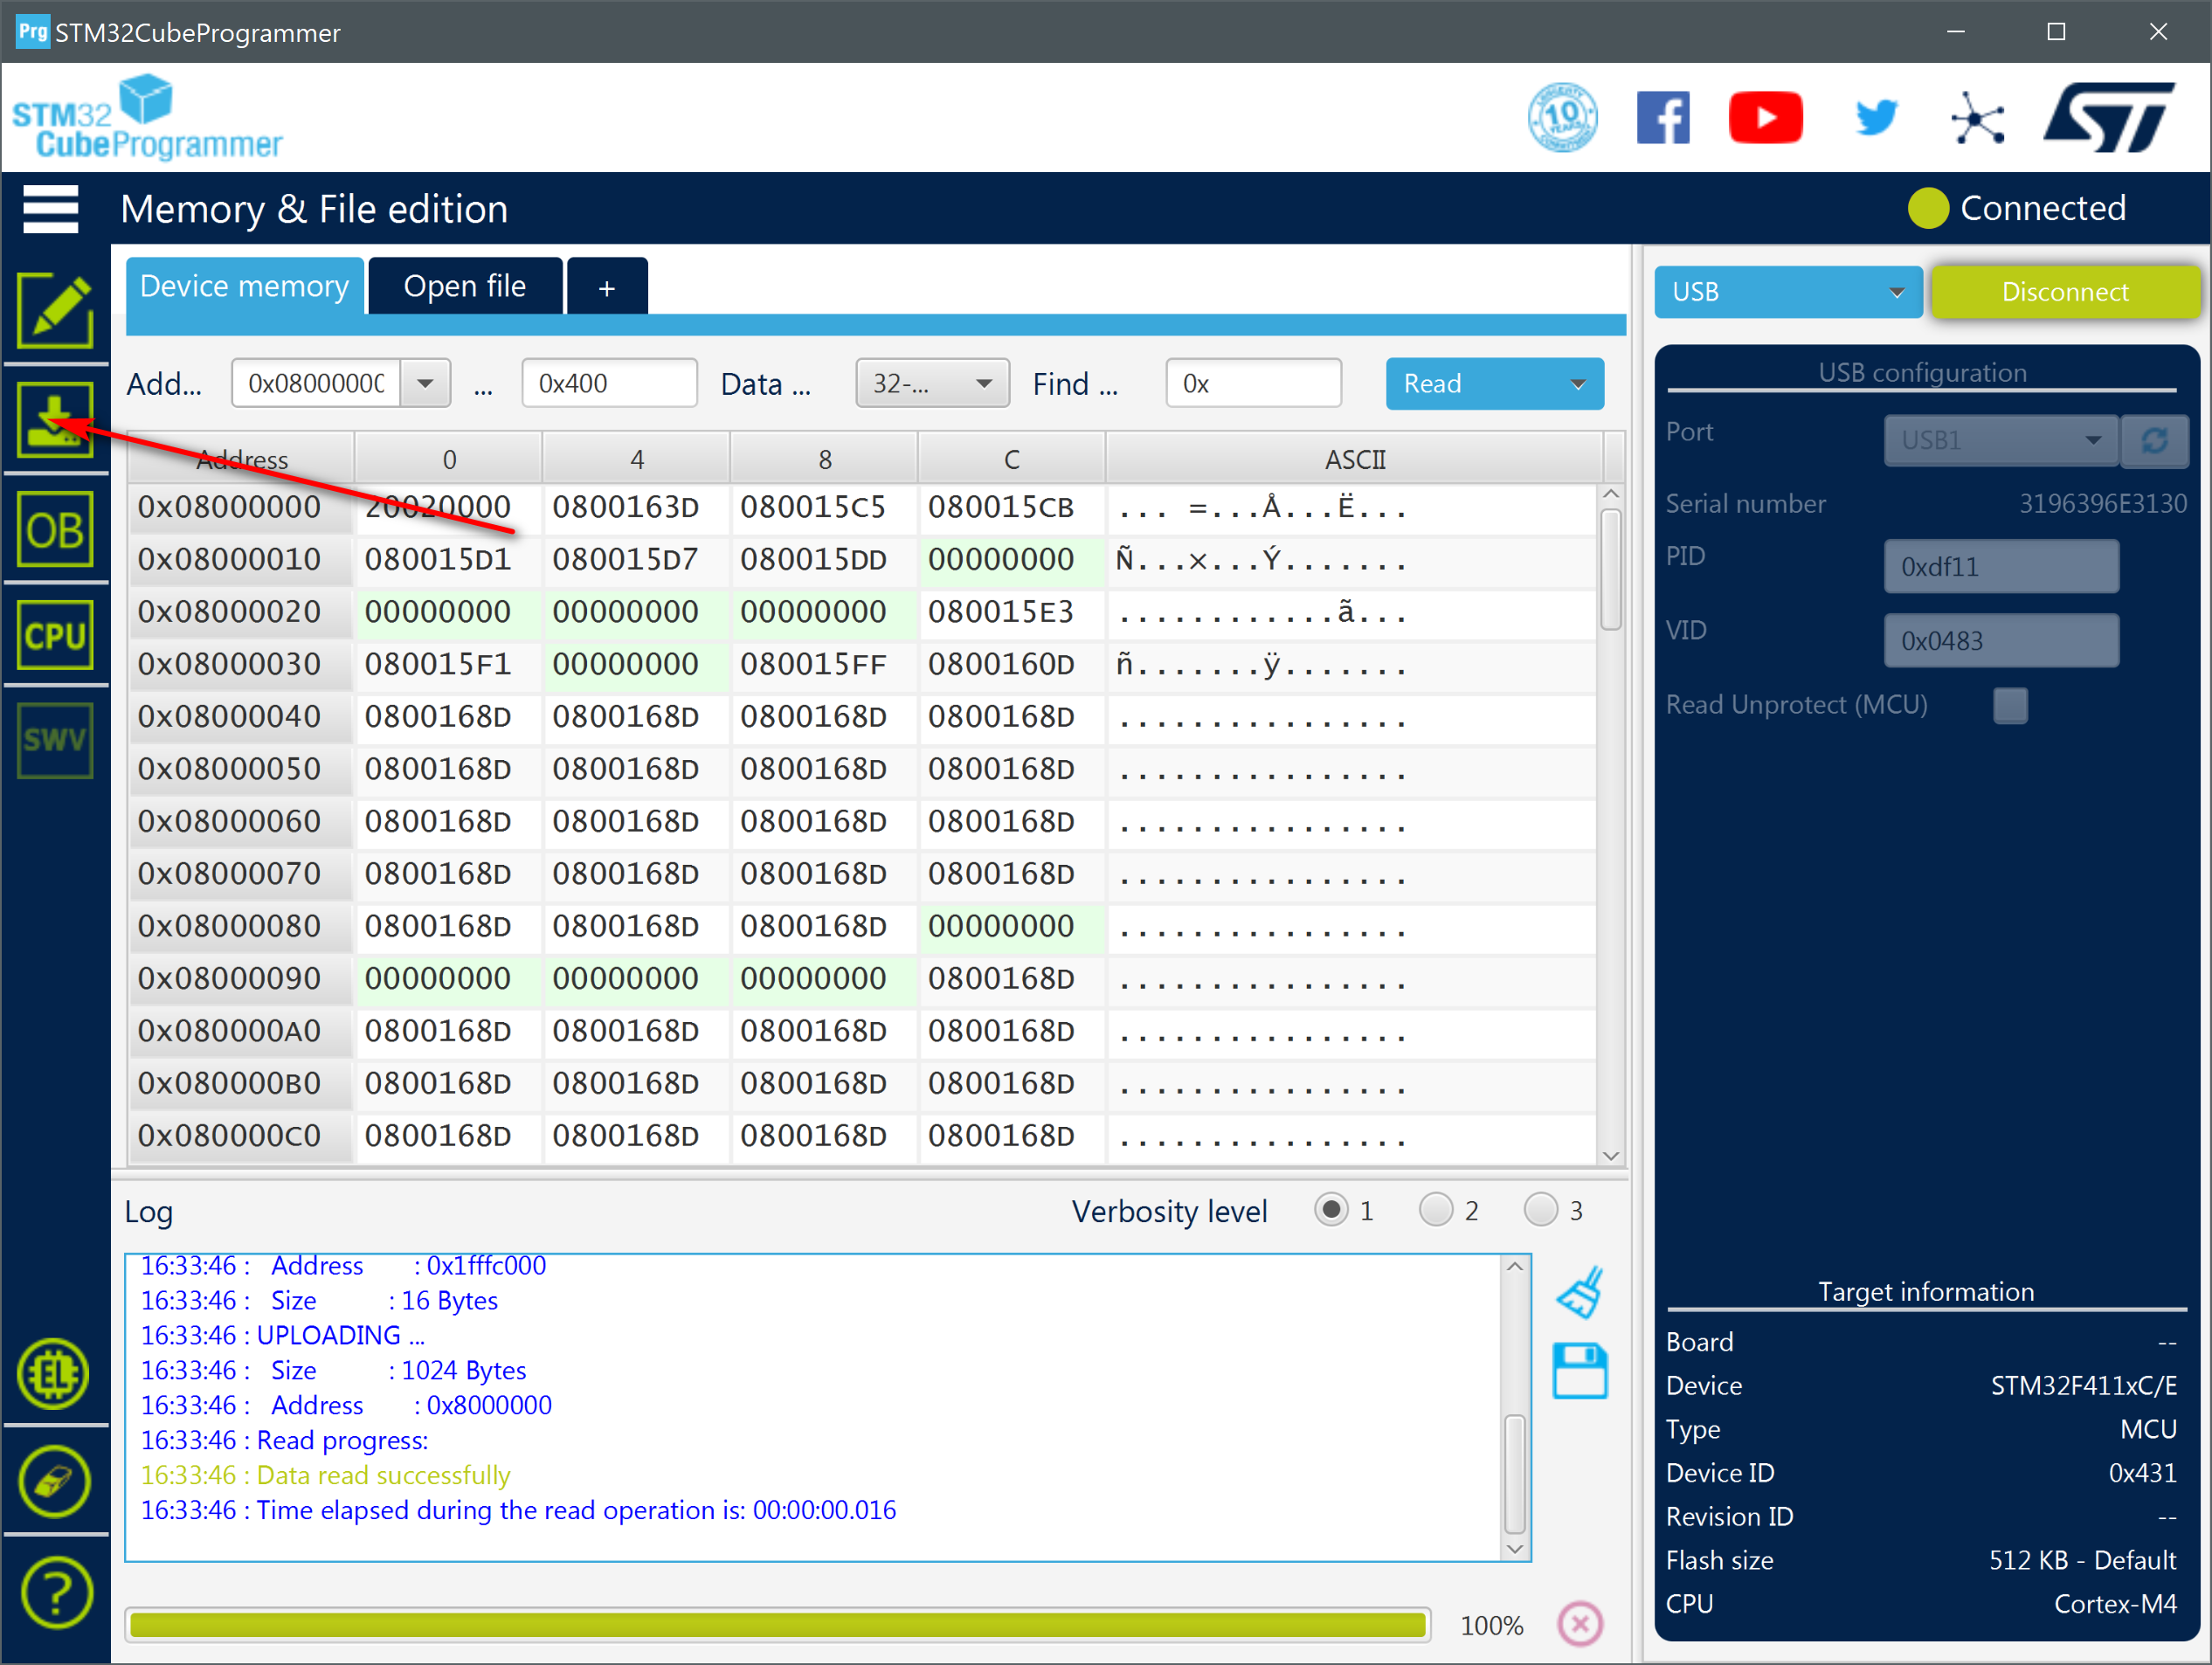 Prg STM32CubeProgrammer
STM32
CubeProgrammer
10
YEARS
Memory & File edition
Connected
Device memory
Open file
+
USB
Disconnect
Add...
0x0800000
...
0x400
Data ...
32-...
Find ...
0x
Read
USB configuration
Port
USB1
Serial number
3196396E3130
PID
0xdf11
VID
0x0483
Read Unprotect (MCU)
OB
CPU
SWV
EL
?
Address 0 4 8 C ASCII
0x08000000 20020000 0800163D 080015C5 080015CB ... =...Å...Ë...
0x08000010 080015D1 080015D7 080015DD 00000000 Ñ...×...Ý.......
0x08000020 00000000 00000000 00000000 080015E3 ............ã...
0x08000030 080015F1 00000000 080015FF 0800160D ñ.......ÿ.......
0x08000040 0800168D 0800168D 0800168D 0800168D ................
0x08000050 0800168D 0800168D 0800168D 0800168D ................
0x08000060 0800168D 0800168D 0800168D 0800168D ................
0x08000070 0800168D 0800168D 0800168D 0800168D ................
0x08000080 0800168D 0800168D 0800168D 00000000 ................
0x08000090 00000000 00000000 00000000 0800168D ................
0x080000A0 0800168D 0800168D 0800168D 0800168D ................
0x080000B0 0800168D 0800168D 0800168D 0800168D ................
0x080000C0 0800168D 0800168D 0800168D 0800168D ................
Log
Verbosity level
1
2
3
16:33:46 : Address : 0x1fffc000
16:33:46 : Size : 16 Bytes
16:33:46 : UPLOADING ...
16:33:46 : Size : 1024 Bytes
16:33:46 : Address : 0x8000000
16:33:46 : Read progress:
16:33:46 : Data read successfully
16:33:46 : Time elapsed during the read operation is: 00:00:00.016
100%
Target information
Board --
Device STM32F411xC/E
Type MCU
Device ID 0x431
Revision ID --
Flash size 512 KB - Default
CPU Cortex-M4